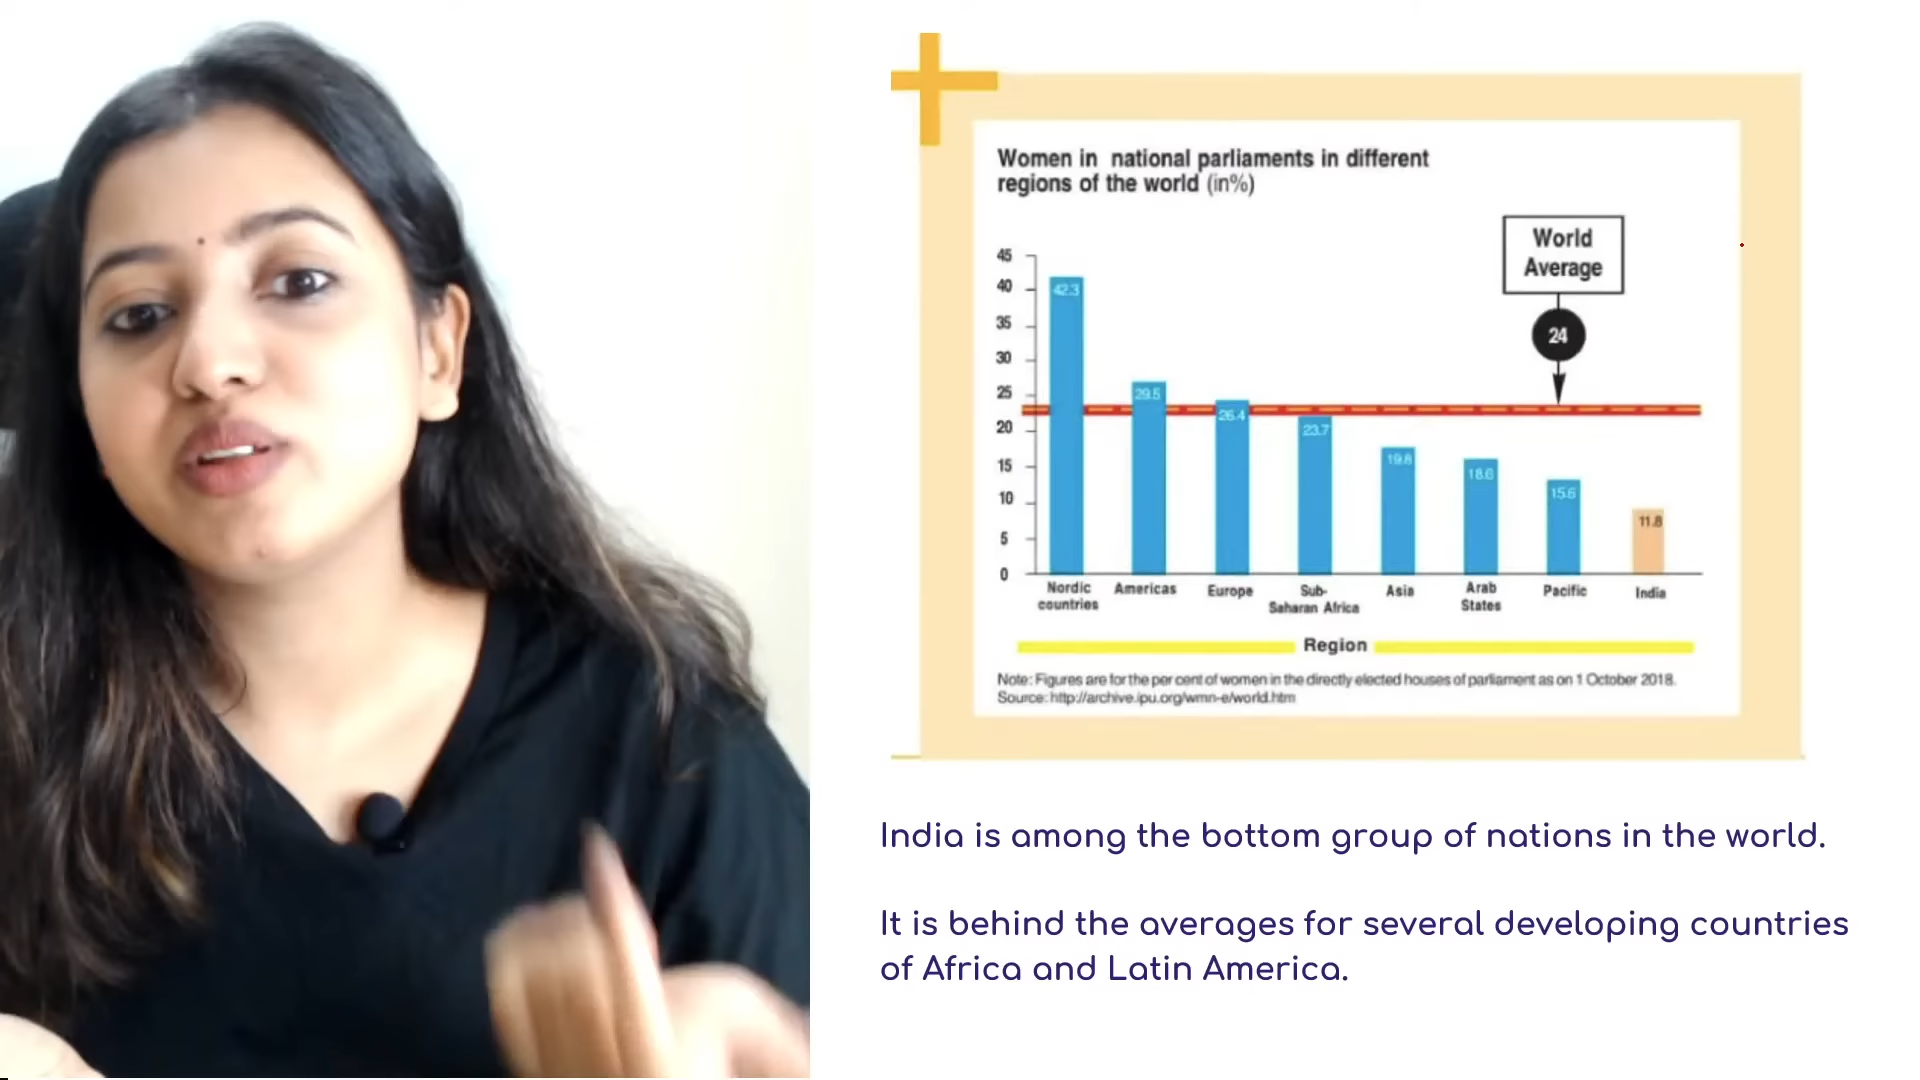 Women in national parliaments in different
regions of the world (in%)
World
Average
24
45
40
35
30
25
20
15
10
5
0
42.3
29.5
26.4
23.7
19.8
18.6
15.6
11.8
Nordic
countries
Americas
Europe
Sub-
Saharan Africa
Asia
Arab
States
Pacific
India
Region
Note: Figures are for the per cent of women in the directly elected houses of parliament as on 1 October 2018.
Source: http://archive.ipu.org/wmn-e/world.htm
India is among the bottom group of nations in the world.
It is behind the averages for several developing countries
of Africa and Latin America.